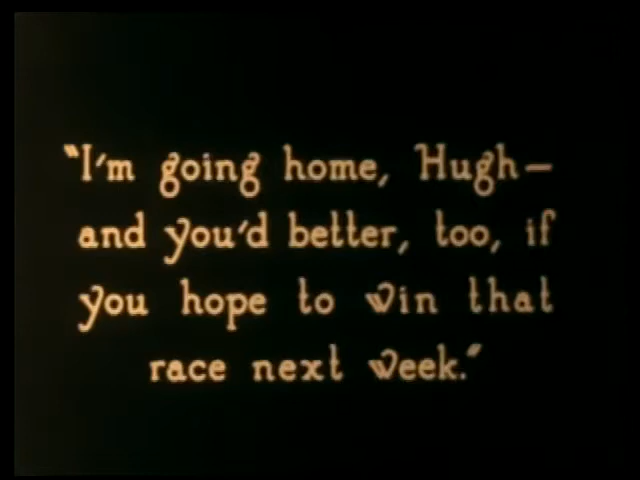 "I'm going home, Hugh—
and you'd better, too, if
you hope to win that
race next week."